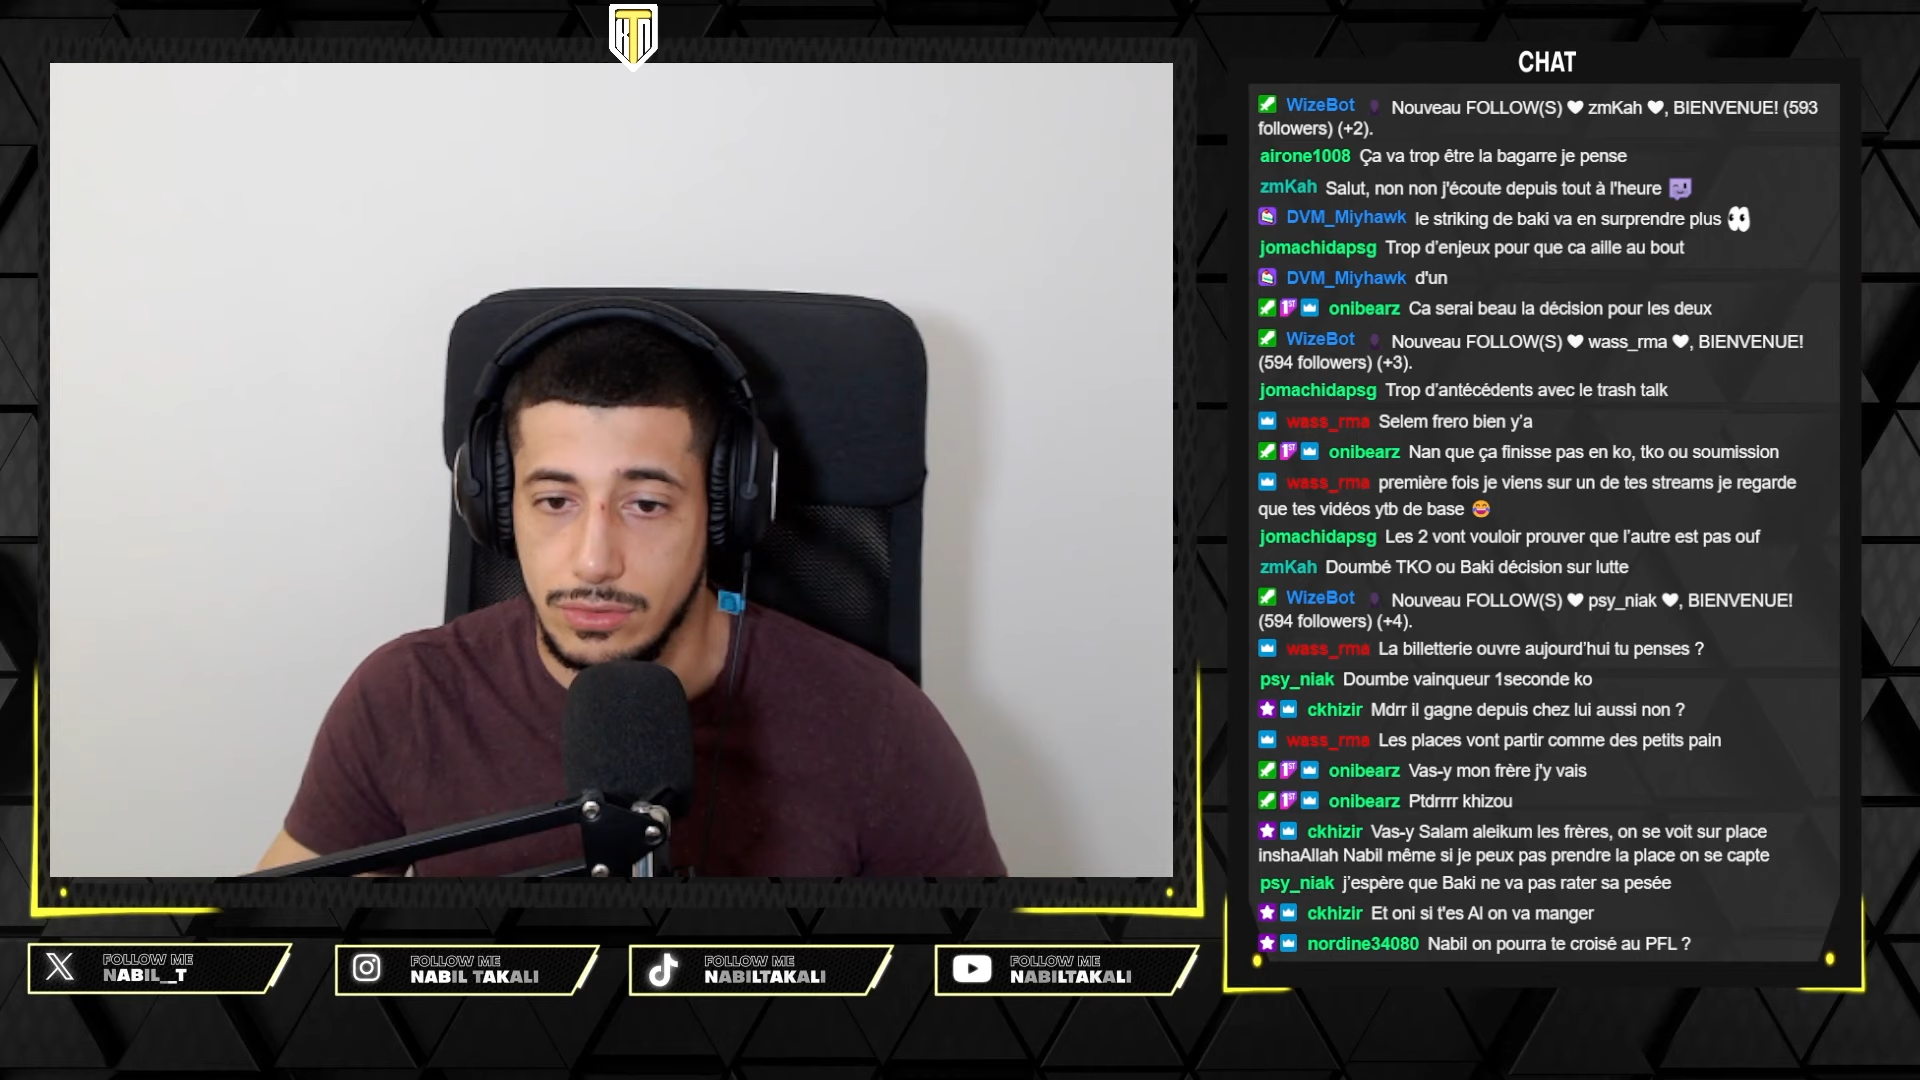 CHAT
WizeBot Nouveau FOLLOW(S) ♥ zmKah ♥, BIENVENUE! (593
followers) (+2).
airone1008 Ça va trop être la bagarre je pense
zmKah Salut, non non j'écoute depuis tout à l'heure
DVM_Miyhawk le striking de baki va en surprendre plus 👀
jomachidapsg Trop d’enjeux pour que ca aille au bout
DVM_Miyhawk d'un
1ST onibearz Ca serai beau la décision pour les deux
WizeBot Nouveau FOLLOW(S) ♥ wass_rma ♥, BIENVENUE!
(594 followers) (+3).
jomachidapsg Trop d’antécédents avec le trash talk
wass_rma Selem frero bien y’a
1ST onibearz Nan que ça finisse pas en ko, tko ou soumission
wass_rma première fois je viens sur un de tes streams je regarde
que tes vidéos ytb de base 😂
jomachidapsg Les 2 vont vouloir prouver que l’autre est pas ouf
zmKah Doumbé TKO ou Baki décision sur lutte
WizeBot Nouveau FOLLOW(S) ♥ psy_niak ♥, BIENVENUE!
(594 followers) (+4).
wass_rma La billetterie ouvre aujourd’hui tu penses ?
psy_niak Doumbe vainqueur 1seconde ko
ckhizir Mdrr il gagne depuis chez lui aussi non ?
wass_rma Les places vont partir comme des petits pain
1ST onibearz Vas-y mon frère j'y vais
1ST onibearz Ptdrrrr khizou
ckhizir Vas-y Salam aleikum les frères, on se voit sur place
inshaAllah Nabil même si je peux pas prendre la place on se capte
psy_niak j’espère que Baki ne va pas rater sa pesée
ckhizir Et oni si t'es Al on va manger
nordine34080 Nabil on pourra te croisé au PFL ?
FOLLOW ME
NABIL__T
FOLLOW ME
NABIL TAKALI
FOLLOW ME
NABILTAKALI
FOLLOW ME
NABILTAKALI